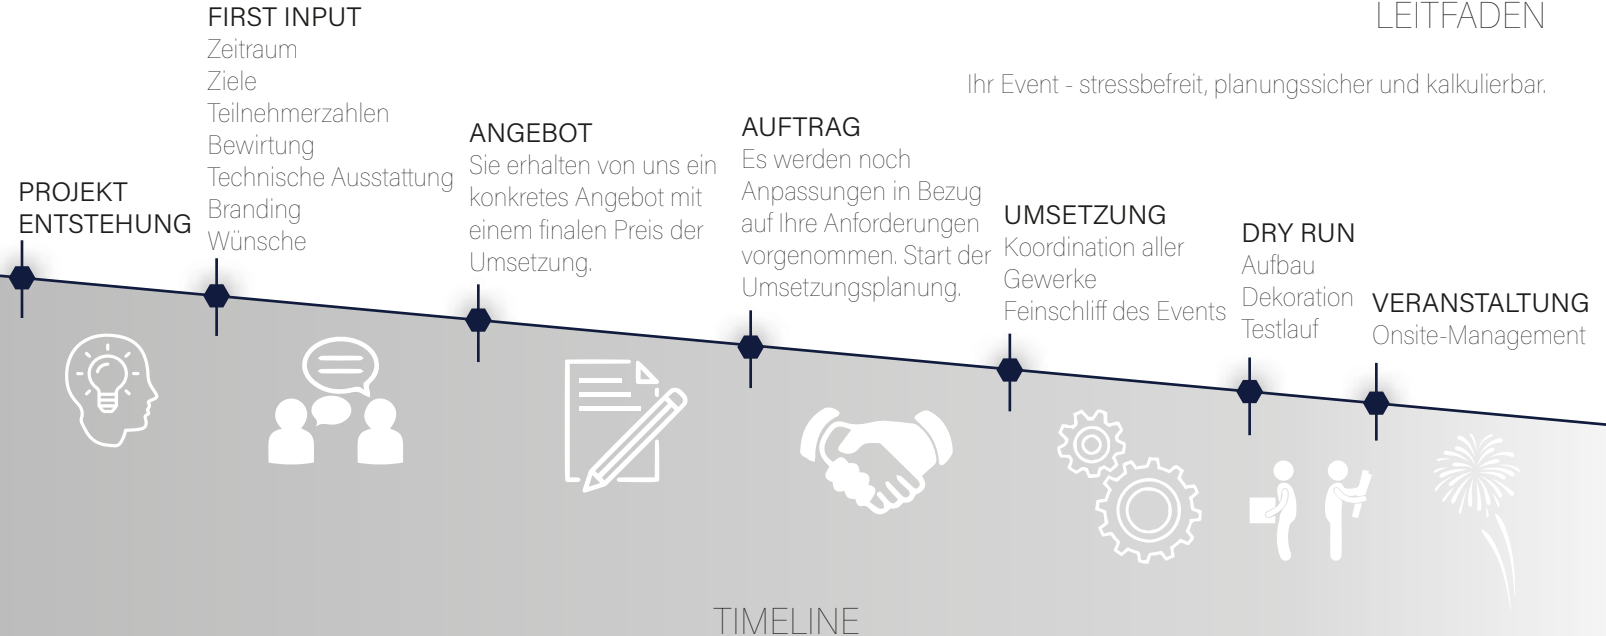 LEITFADEN
Ihr Event - stressbefreit, planungssicher und kalkulierbar.
PROJEKT
ENTSTEHUNG
FIRST INPUT
Zeitraum
Ziele
Teilnehmerzahlen
Bewirtung
Technische Ausstattung
Branding
Wünsche
ANGEBOT
Sie erhalten von uns ein
konkretes Angebot mit
einem finalen Preis der
Umsetzung.
AUFTRAG
Es werden noch
Anpassungen in Bezug
auf Ihre Anforderungen
vorgenommen. Start der
Umsetzungsplanung.
UMSETZUNG
Koordination aller
Gewerke
Feinschliff des Events
DRY RUN
Aufbau
Dekoration
Testlauf
VERANSTALTUNG
Onsite-Management
TIMELINE